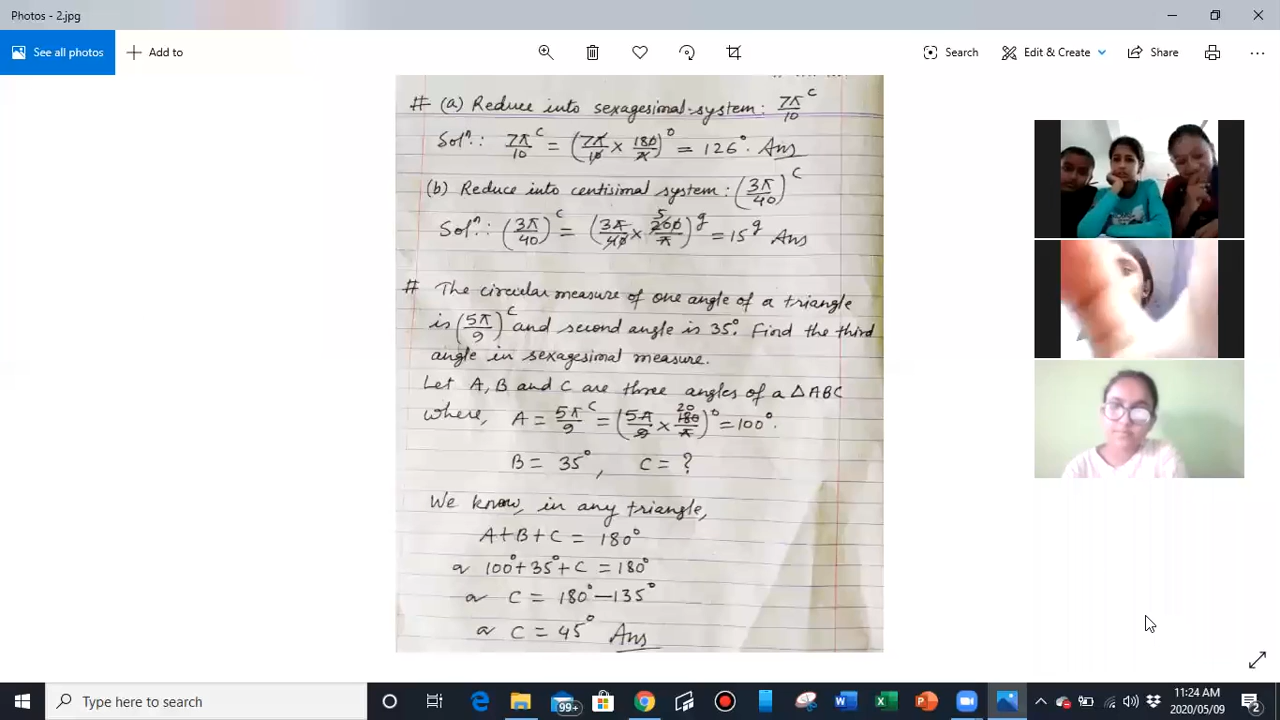 Photos - 2.jpg
See all photos
Add to
Search
Edit & Create
Share
# (a) Reduce into sexagesimal system: 7π/10 ᶜ
Solⁿ: 7π/10 ᶜ = (7π/10 × 180/π)° = 126°. Ans
(b) Reduce into centisimal system: (3π/40)ᶜ
Solⁿ: (3π/40)ᶜ = (3π/40 × 5 200/π)ᵍ = 15ᵍ Ans
# The circular measure of one angle of a triangle
is (5π/9)ᶜ and second angle is 35°. Find the third
angle in sexagesimal measure.
Let A, B and C are three angles of a △ABC
where, A = 5π/9 ᶜ = (5π/9 × 20 180/π)° = 100°.
B = 35°, C = ?
We know, in any triangle,
A+B+C = 180°
or 100°+35°+C = 180°
or C = 180°−135°
or C = 45° Ans
Type here to search
99+
11:24 AM
2020/05/09
2